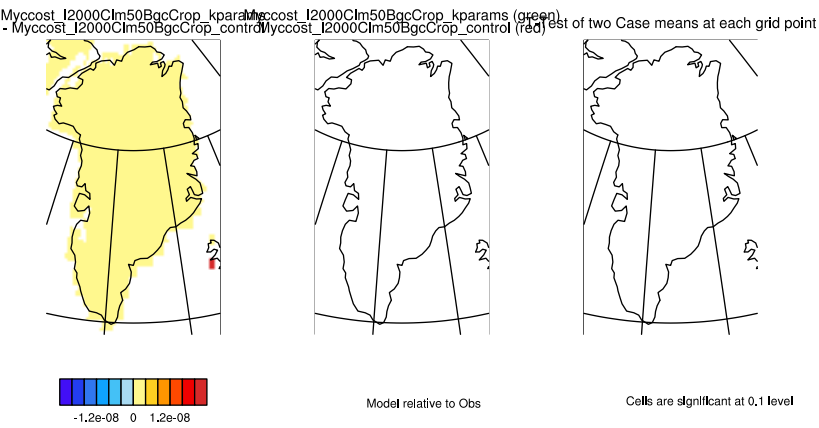 Myccost_I2000Clm50BgcCrop_kparams
- Myccost_I2000Clm50BgcCrop_control
Myccost_I2000Clm50BgcCrop_kparams (green)
Myccost_I2000Clm50BgcCrop_control (red)
T-Test of two Case means at each grid point
-1.2e-08 0 1.2e-08
Model relative to Obs
Cells are significant at 0.1 level